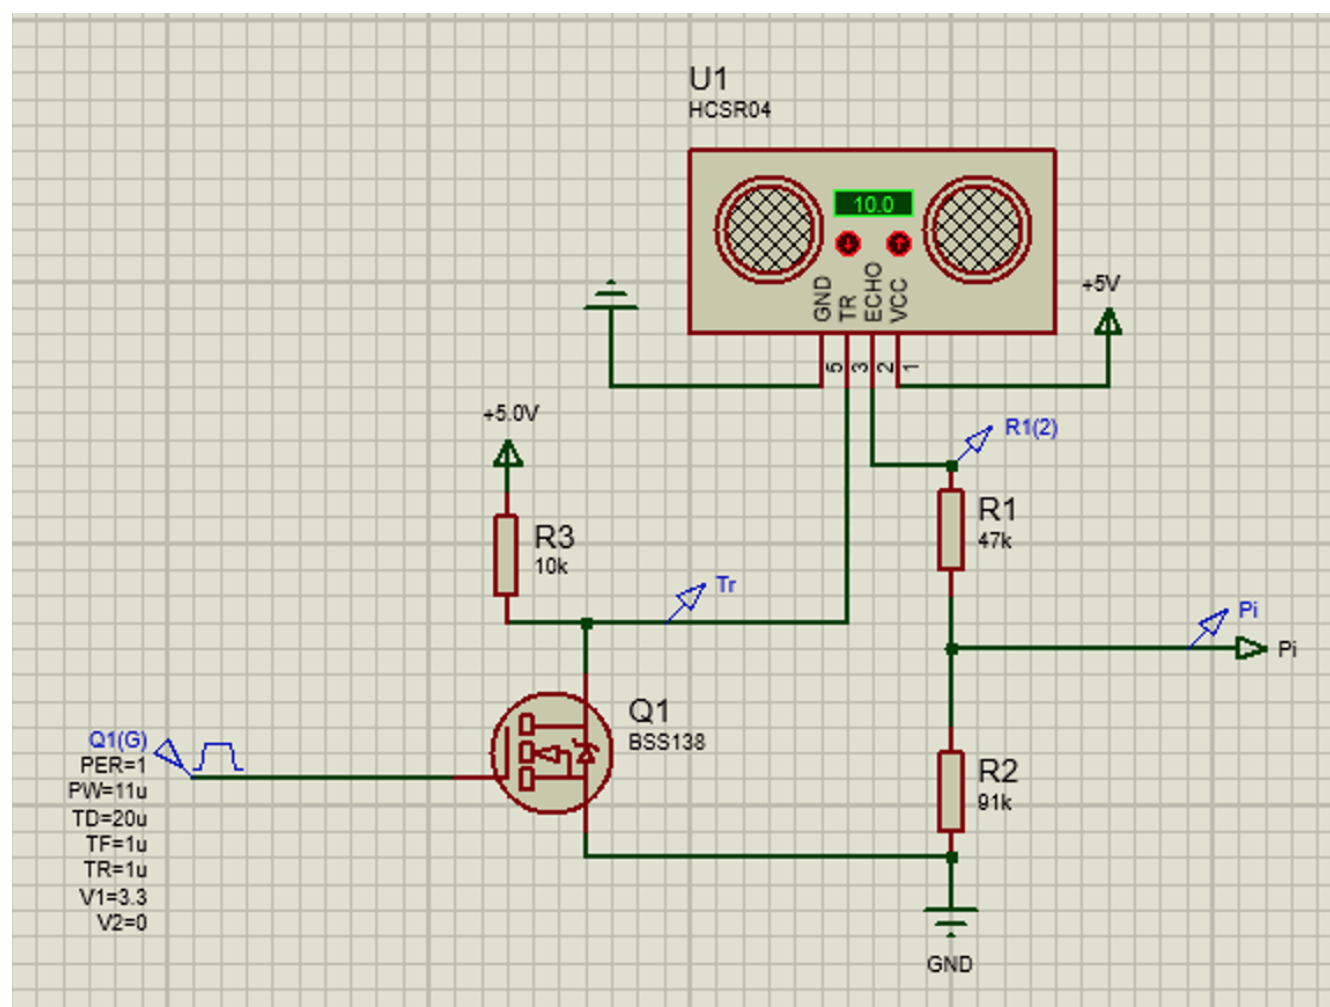 U1
HCSR04
10.0
GND
TR
ECHO
VCC
5
3
2
1
+5V
+5.0V
R1(2)
R3
10k
R1
47k
Tr
Pi
Pi
Q1
BSS138
Q1(G)
PER=1
PW=11u
TD=20u
TF=1u
TR=1u
V1=3.3
V2=0
R2
91k
GND